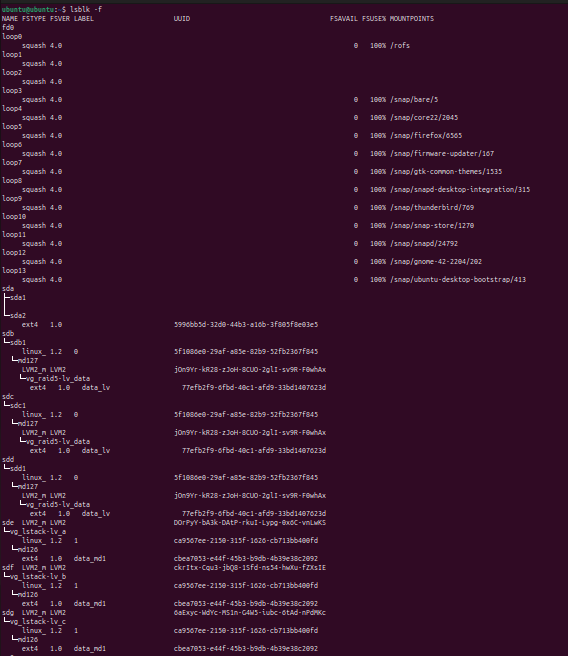 ubuntu@ubuntu:~$ lsblk -f
NAME FSTYPE FSVER LABEL UUID FSAVAIL FSUSE% MOUNTPOINTS
fd0
loop0
squash 4.0 0 100% /rofs
loop1
squash 4.0
loop2
squash 4.0
loop3
squash 4.0 0 100% /snap/bare/5
loop4
squash 4.0 0 100% /snap/core22/2045
loop5
squash 4.0 0 100% /snap/firefox/6565
loop6
squash 4.0 0 100% /snap/firmware-updater/167
loop7
squash 4.0 0 100% /snap/gtk-common-themes/1535
loop8
squash 4.0 0 100% /snap/snapd-desktop-integration/315
loop9
squash 4.0 0 100% /snap/thunderbird/769
loop10
squash 4.0 0 100% /snap/snap-store/1270
loop11
squash 4.0 0 100% /snap/snapd/24792
loop12
squash 4.0 0 100% /snap/gnome-42-2204/202
loop13
squash 4.0 0 100% /snap/ubuntu-desktop-bootstrap/413
sda
├─sda1
└─sda2
ext4 1.0 5996bb5d-32d0-44b3-a16b-3f805f8e03e5
sdb
└─sdb1
linux_ 1.2 0 5f1086e0-29af-a85e-82b9-52fb2367f845
└─md127
LVM2_m LVM2 jOn9Yr-kR28-zJoH-8CUO-2glI-sv9R-F0whAx
└─vg_raid5-lv_data
ext4 1.0 data_lv 77efb2f9-6fbd-40c1-afd9-33bd1407623d
sdc
└─sdc1
linux_ 1.2 0 5f1086e0-29af-a85e-82b9-52fb2367f845
└─md127
LVM2_m LVM2 jOn9Yr-kR28-zJoH-8CUO-2glI-sv9R-F0whAx
└─vg_raid5-lv_data
ext4 1.0 data_lv 77efb2f9-6fbd-40c1-afd9-33bd1407623d
sdd
└─sdd1
linux_ 1.2 0 5f1086e0-29af-a85e-82b9-52fb2367f845
└─md127
LVM2_m LVM2 jOn9Yr-kR28-zJoH-8CUO-2glI-sv9R-F0whAx
└─vg_raid5-lv_data
ext4 1.0 data_lv 77efb2f9-6fbd-40c1-afd9-33bd1407623d
sde LVM2_m LVM2 DOrPyY-bA3k-DAtP-rkuI-Lypg-0x6C-vnLwKS
└─vg_lstack-lv_a
linux_ 1.2 1 ca9567ee-2150-315f-1626-cb713bb400fd
└─md126
ext4 1.0 data_md1 cbea7053-e44f-45b3-b9db-4b39e38c2092
sdf LVM2_m LVM2 ckrItx-Cqu3-jbQ8-1Sfd-ns54-hwXu-fZXsIE
└─vg_lstack-lv_b
linux_ 1.2 1 ca9567ee-2150-315f-1626-cb713bb400fd
└─md126
ext4 1.0 data_md1 cbea7053-e44f-45b3-b9db-4b39e38c2092
sdg LVM2_m LVM2 6aExyc-WdYc-MS1n-G4W5-iubc-6tAd-nPdMKc
└─vg_lstack-lv_c
linux_ 1.2 1 ca9567ee-2150-315f-1626-cb713bb400fd
└─md126
ext4 1.0 data_md1 cbea7053-e44f-45b3-b9db-4b39e38c2092